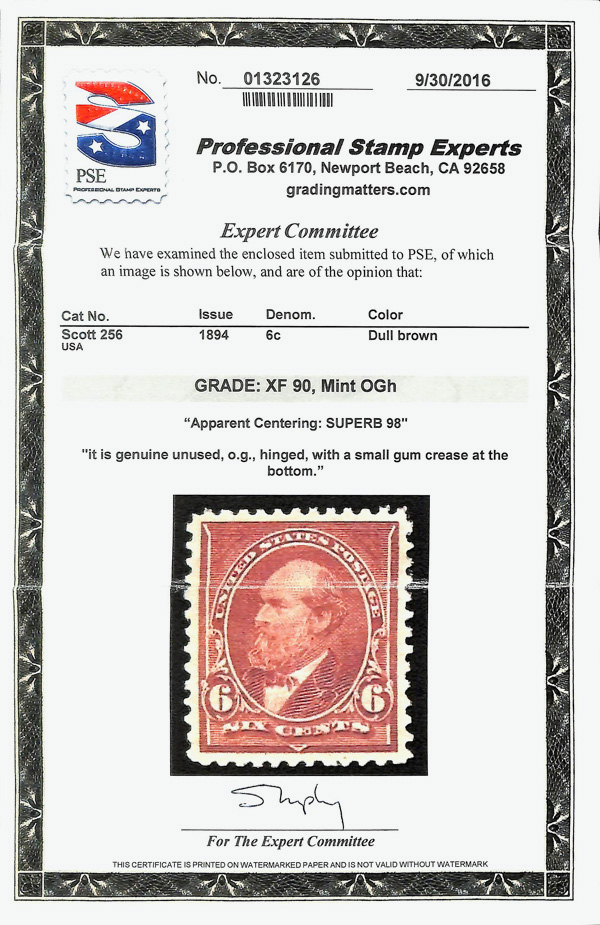 No. 01323126 9/30/2016
PSE
PROFESSIONAL STAMP EXPERTS
Professional Stamp Experts
P.O. Box 6170, Newport Beach, CA 92658
gradingmatters.com
Expert Committee
We have examined the enclosed item submitted to PSE, of which
an image is shown below, and are of the opinion that:
Cat No. Issue Denom. Color
Scott 256 1894 6c Dull brown
USA
GRADE: XF 90, Mint OGh
“Apparent Centering: SUPERB 98"
"it is genuine unused, o.g., hinged, with a small gum crease at the
bottom.”
UNITED STATES POSTAGE
6 6
SIX CENTS
For The Expert Committee
THIS CERTIFICATE IS PRINTED ON WATERMARKED PAPER AND IS NOT VALID WITHOUT WATERMARK